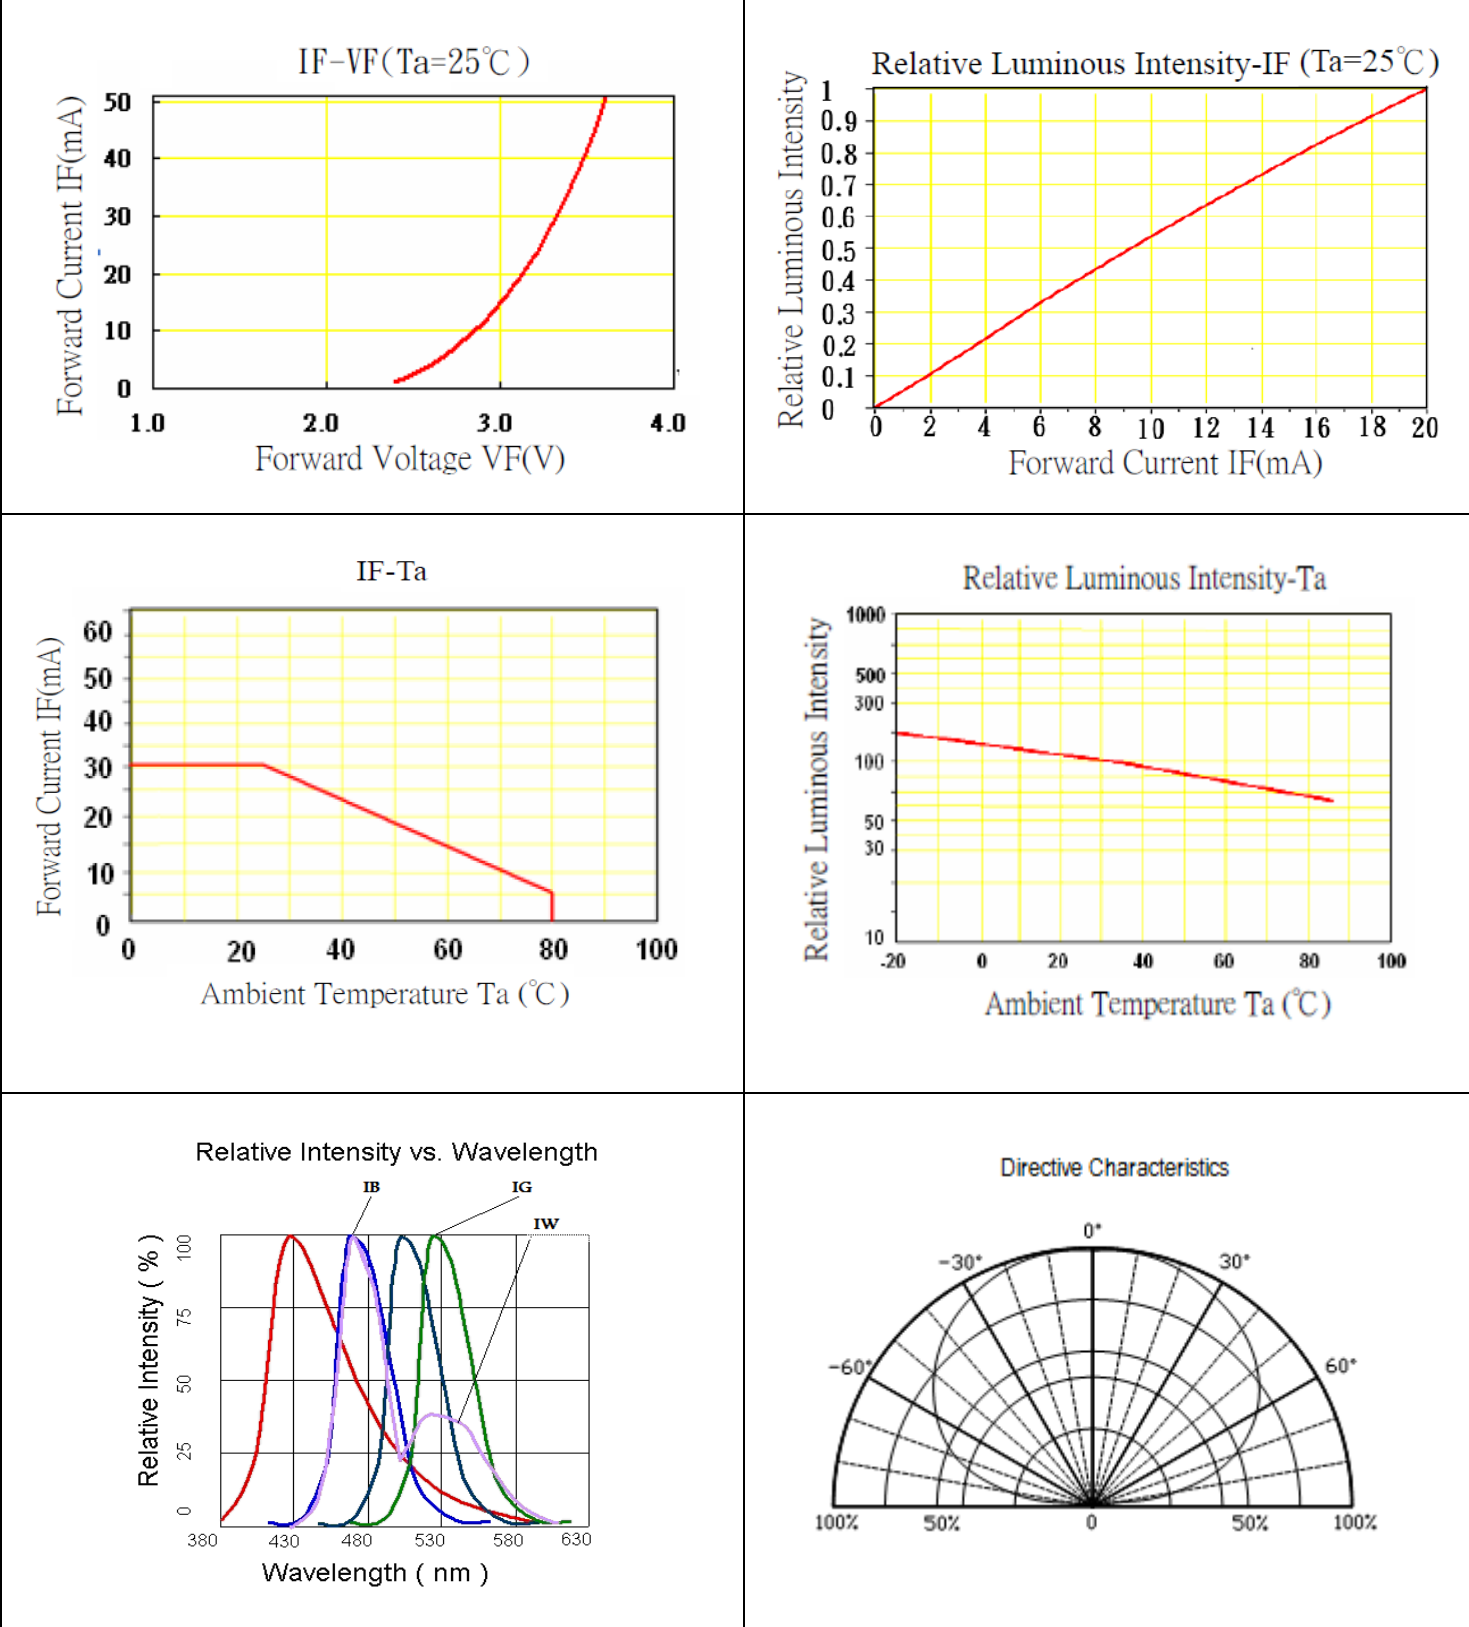 IF-VF(Ta=25℃)
Forward Current IF(mA)
50
40
30
20
10
0
1.0 2.0 3.0 4.0
Forward Voltage VF(V)
Relative Luminous Intensity-IF (Ta=25℃)
Relative Luminous Intensity
1
0.9
0.8
0.7
0.6
0.5
0.4
0.3
0.2
0.1
0
0 2 4 6 8 10 12 14 16 18 20
Forward Current IF(mA)
IF-Ta
Forward Current IF(mA)
60
50
40
30
20
10
0
0 20 40 60 80 100
Ambient Temperature Ta (℃)
Relative Luminous Intensity-Ta
Relative Luminous Intensity
1000
500
300
100
50
30
10
-20 0 20 40 60 80 100
Ambient Temperature Ta (℃)
Relative Intensity vs. Wavelength
IB IG
IW
Relative Intensity ( % )
100
75
50
25
0
380 430 480 530 580 630
Wavelength ( nm )
Directive Characteristics
0°
-30° 30°
-60° 60°
100% 50% 0 50% 100%